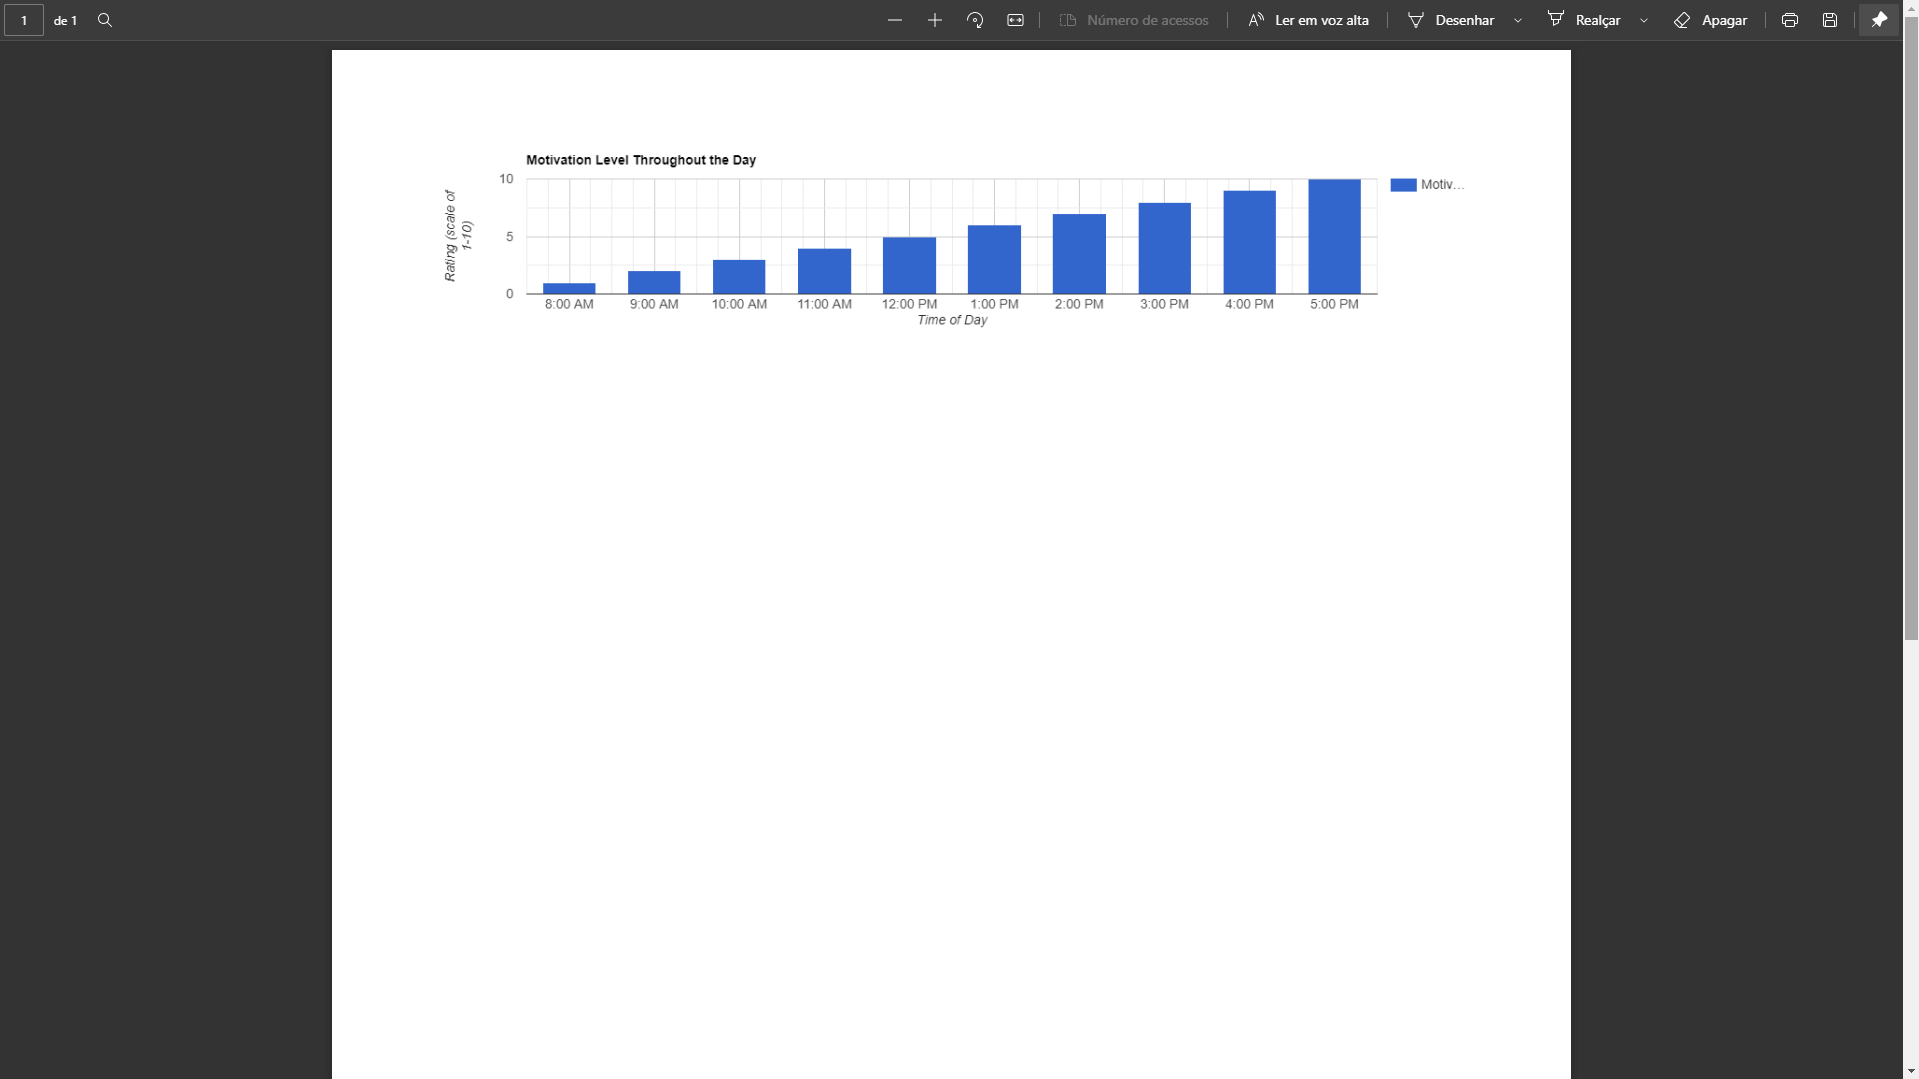 1 de 1 Número de acessos Ler em voz alta Desenhar Realçar Apagar
Motivation Level Throughout the Day
10
5
0
Rating (scale of
1-10)
Motiv...
8:00 AM 9:00 AM 10:00 AM 11:00 AM 12:00 PM 1:00 PM 2:00 PM 3:00 PM 4:00 PM 5:00 PM
Time of Day